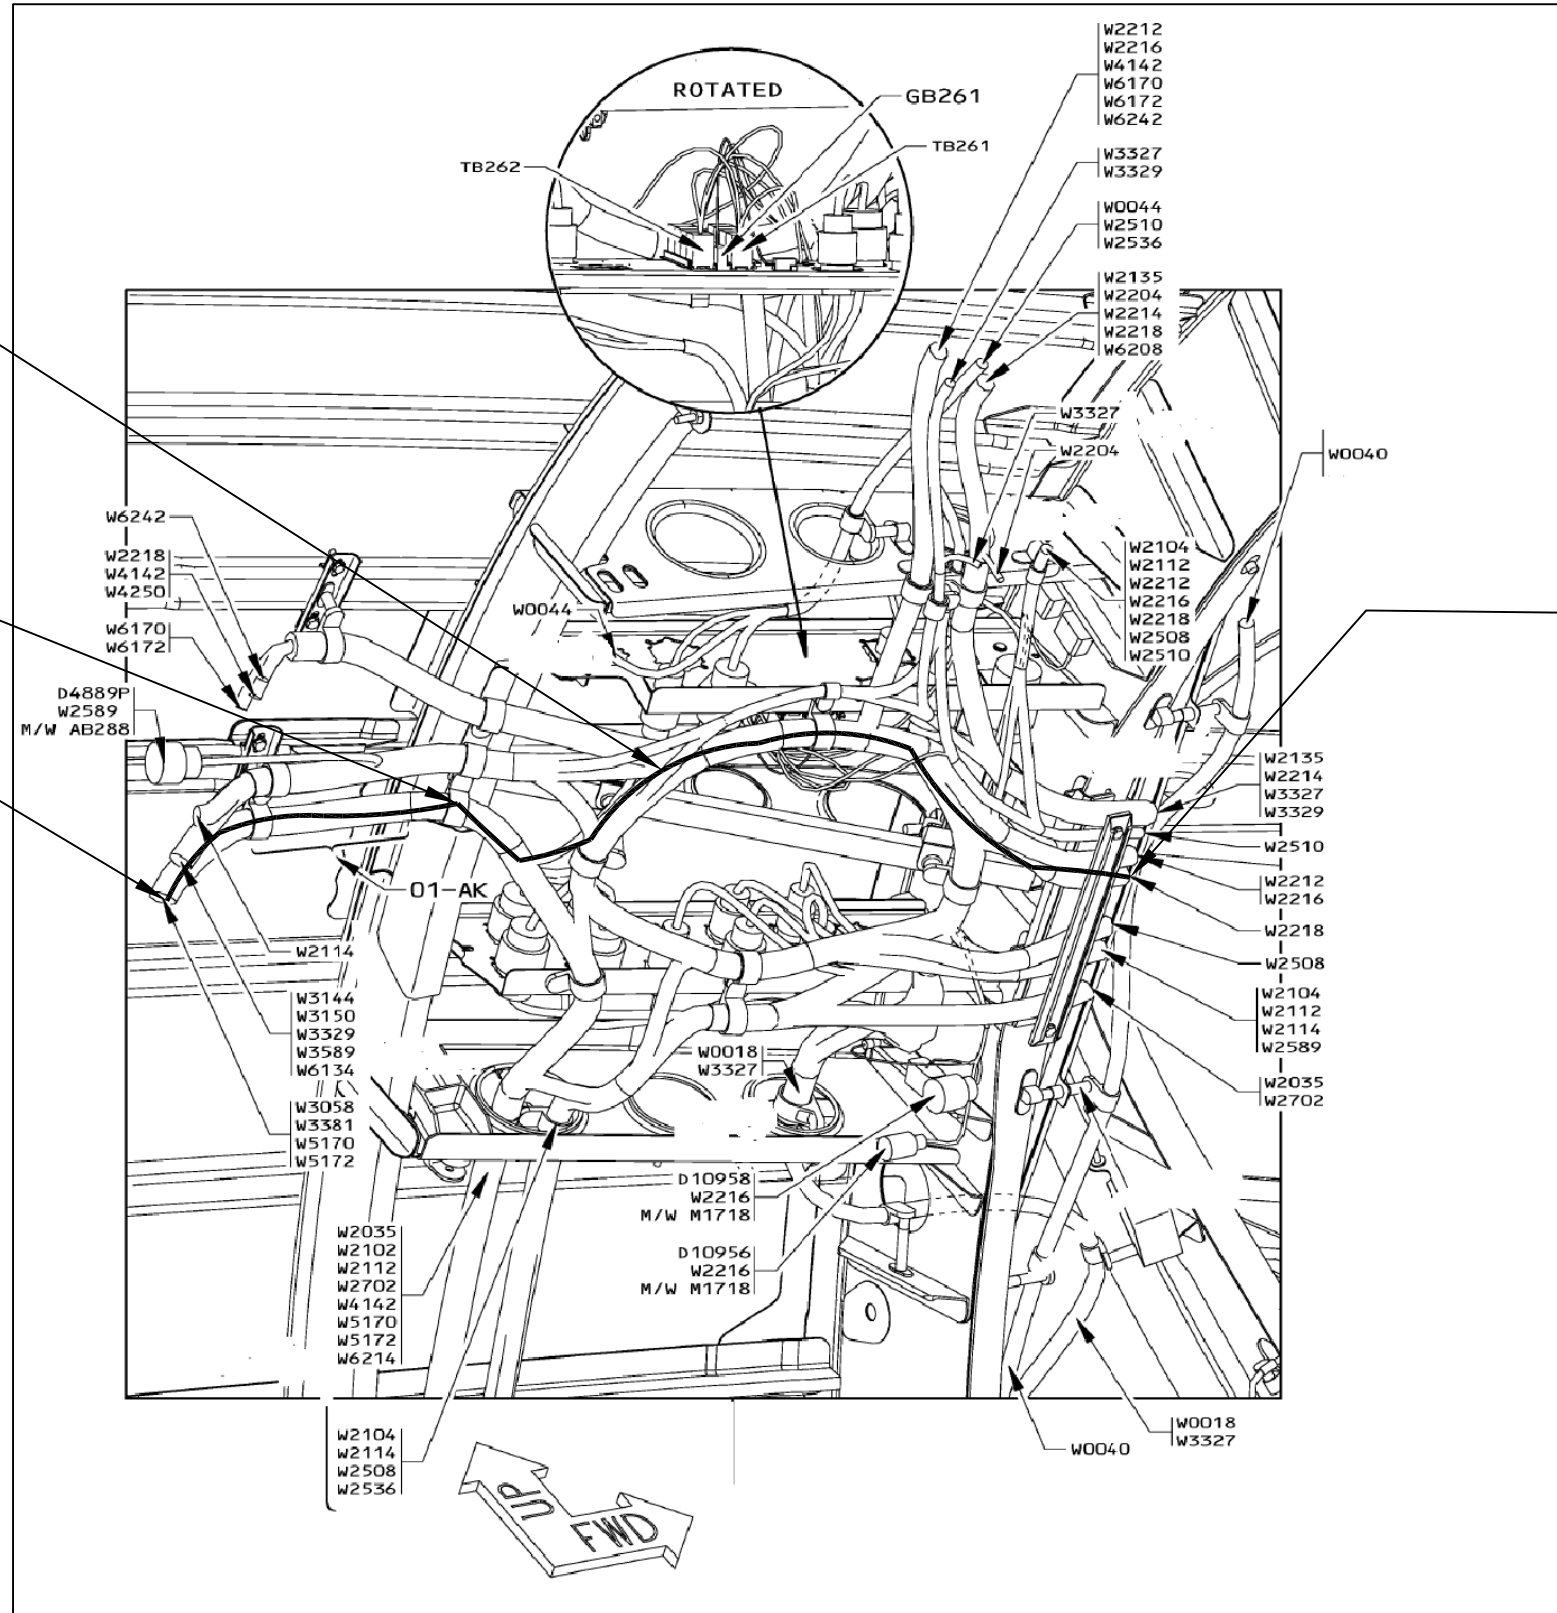 ROTATED
GB261
TB261
TB262
W2212
W2216
W4142
W6170
W6172
W6242
W3327
W3329
W0044
W2510
W2536
W2135
W2204
W2214
W2218
W6208
W3327
W2204
W0040
W6242
W2218
W4142
W4250
W6170
W6172
D4889P
W2589
M/W AB288
W0044
W2104
W2112
W2212
W2216
W2218
W2508
W2510
W2135
W2214
W3327
W3329
W2510
W2212
W2216
W2218
W2508
W2104
W2112
W2114
W2589
W2035
W2702
01-AK
W2114
W3144
W3150
W3329
W3589
W6134
W3058
W3381
W5170
W5172
W0018
W3327
D10958
W2216
M/W M1718
D10956
W2216
M/W M1718
W2035
W2102
W2112
W2702
W4142
W5170
W5172
W6214
W2104
W2114
W2508
W2536
W0018
W3327
W0040
UP
FWD